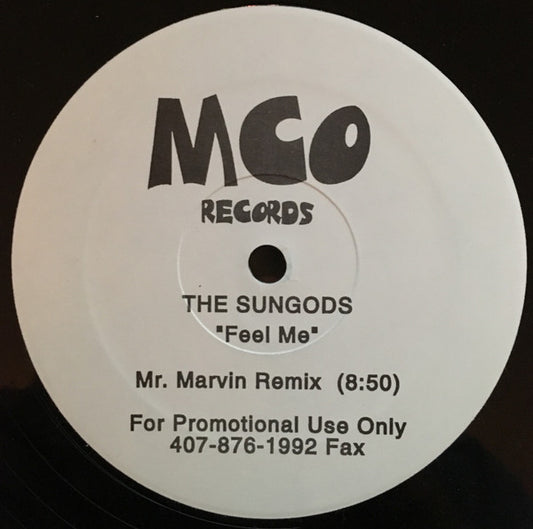 MCO
RECORDS
THE SUNGODS
"Feel Me"
Mr. Marvin Remix (8:50)
For Promotional Use Only
407-876-1992 Fax